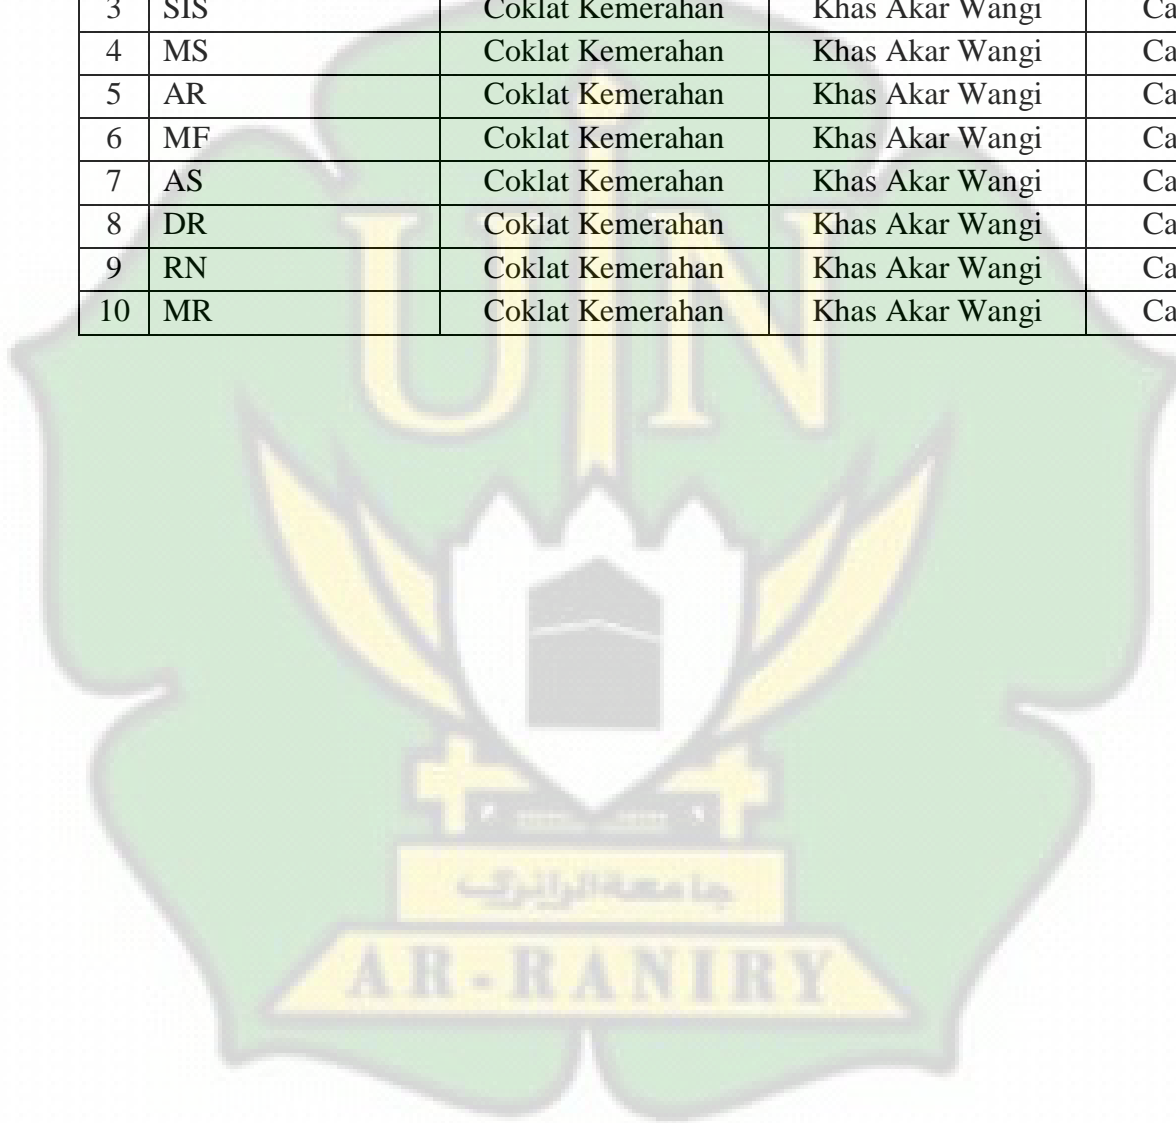 3 SIS Coklat Kemerahan Khas Akar Wangi Ca
4 MS Coklat Kemerahan Khas Akar Wangi Ca
5 AR Coklat Kemerahan Khas Akar Wangi Ca
6 MF Coklat Kemerahan Khas Akar Wangi Ca
7 AS Coklat Kemerahan Khas Akar Wangi Ca
8 DR Coklat Kemerahan Khas Akar Wangi Ca
9 RN Coklat Kemerahan Khas Akar Wangi Ca
10 MR Coklat Kemerahan Khas Akar Wangi Ca
UIN
جامعة الرانري
AR-RANIRY